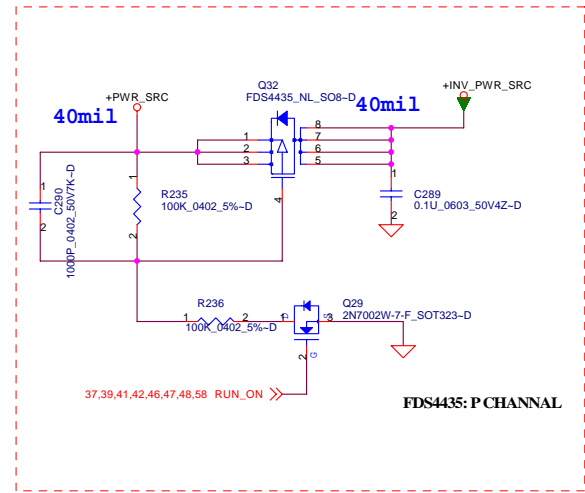 +PWR_SRC
40mil
Q32
FDS4435_NL_SO8~D
40mil
+INV_PWR_SRC
1
2
3
8
7
6
5
4
1
2
C290
1000P_0402_50V7K~D
1
2
R235
100K_0402_5%~D
1
2
C289
0.1U_0603_50V4Z~D
R236
1
2
100K_0402_5%~D
Q29
2N7002W-7-F_SOT323~D
1
D
S
3
2
G
37,39,41,42,46,47,48,58 RUN_ON
FDS4435: P CHANNAL